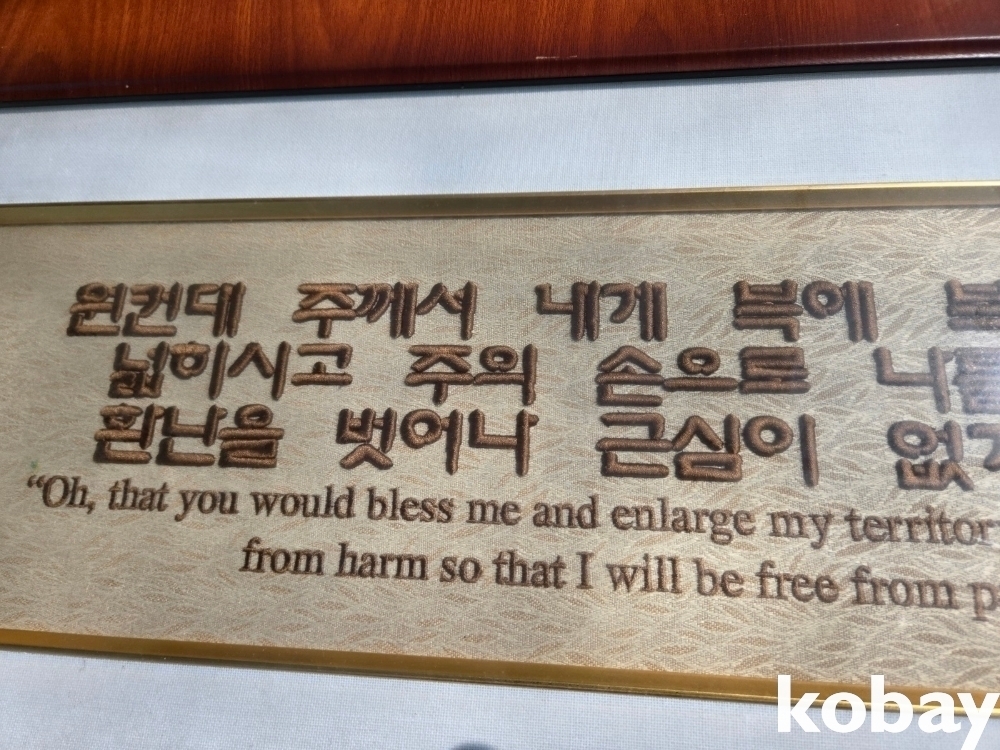 원컨대 주께서 내게 복에
넓히시고 주의 손으로 나를
환난을 벗어나 근심이 없
“Oh, that you would bless me and enlarge my territor
from harm so that I will be free from p
kobay